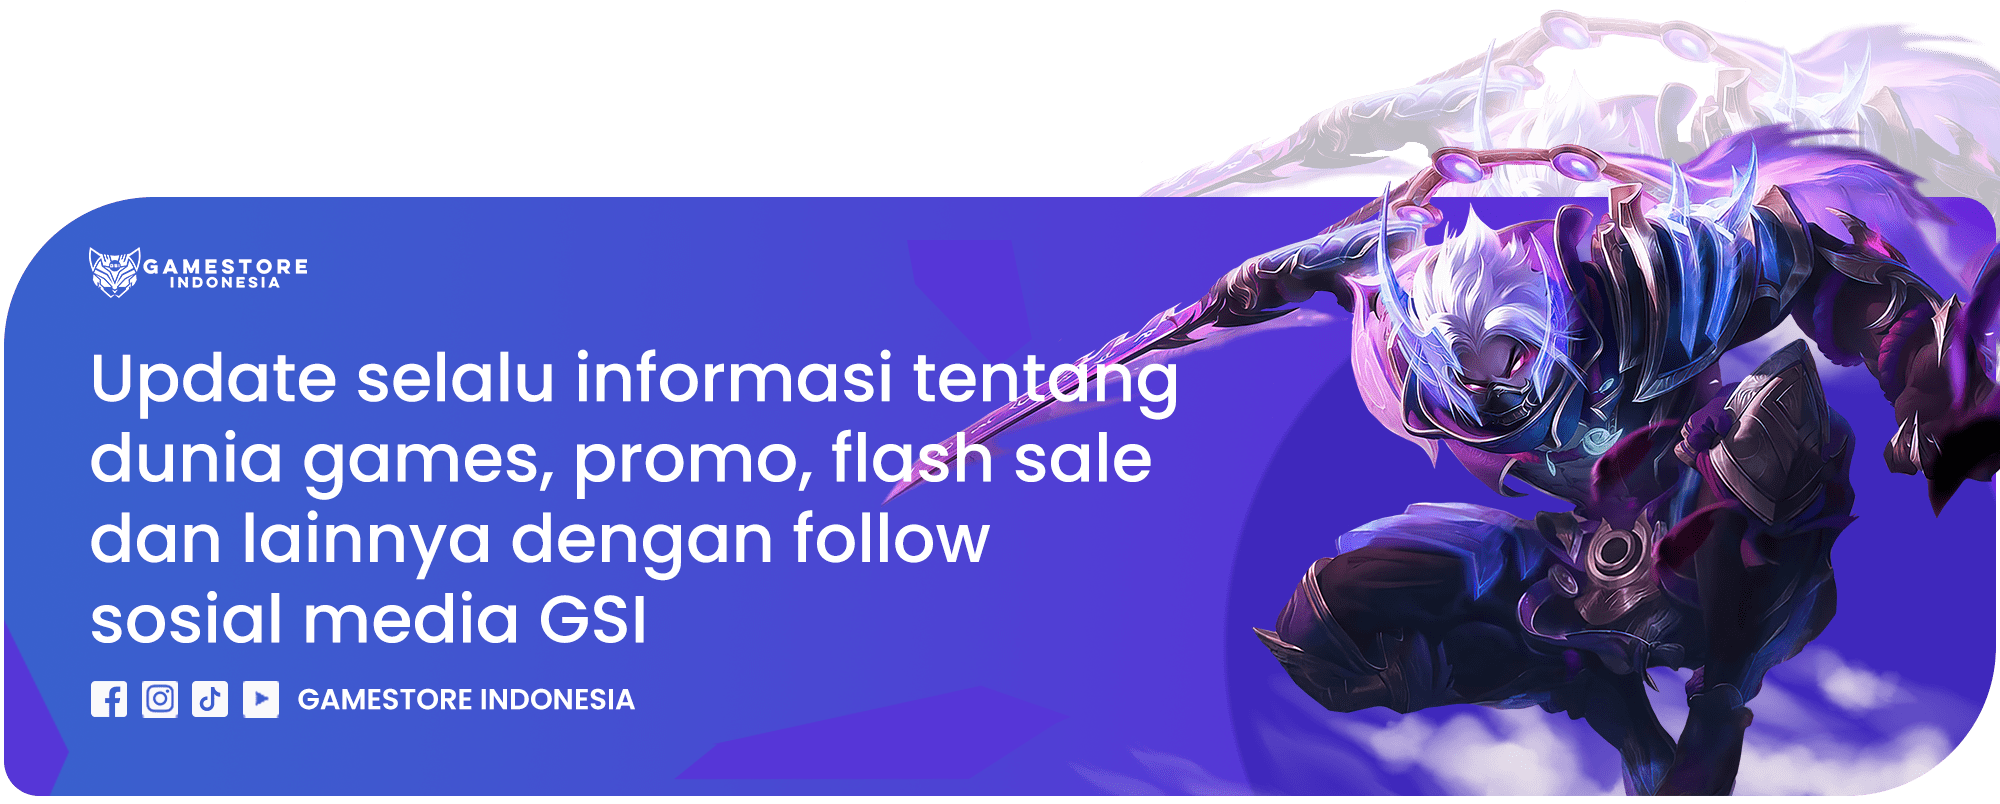 GAMESTORE
INDONESIA
Update selalu informasi tentang
dunia games, promo, flash sale
dan lainnya dengan follow
sosial media GSI
GAMESTORE INDONESIA